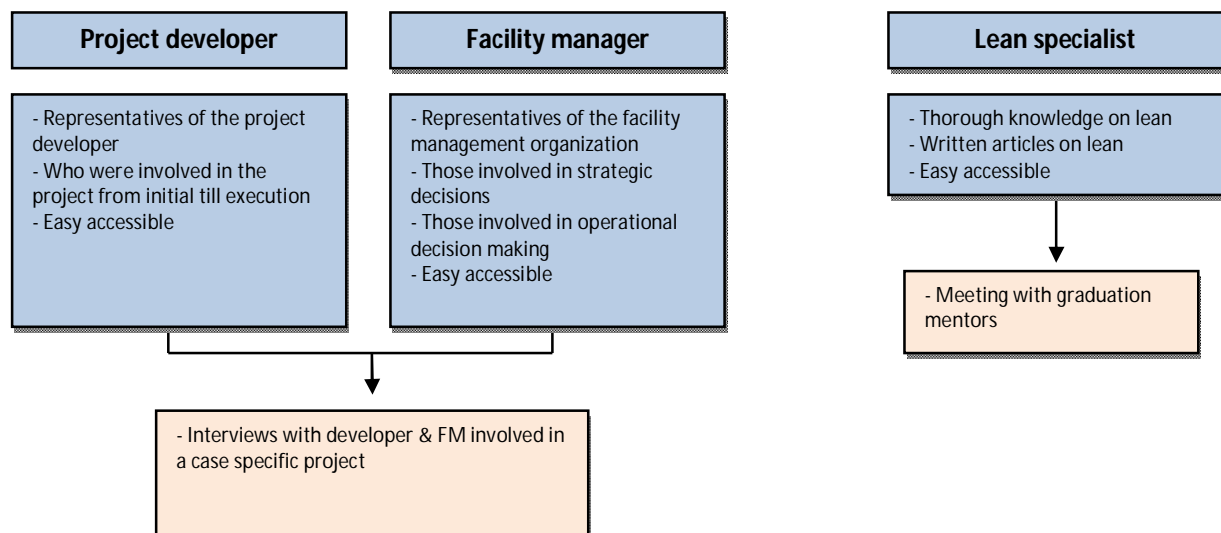 Project developer
- Representatives of the project
developer
- Who were involved in the
project from initial till execution
- Easy accessible
Facility manager
- Representatives of the facility
management organization
- Those involved in strategic
decisions
- Those involved in operational
decision making
- Easy accessible
- Interviews with developer & FM involved in
a case specific project
Lean specialist
- Thorough knowledge on lean
- Written articles on lean
- Easy accessible
- Meeting with graduation
mentors